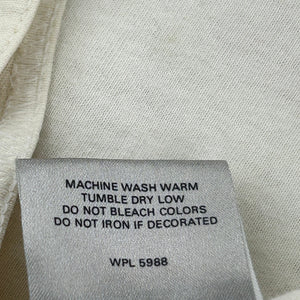 MACHINE WASH WARM
TUMBLE DRY LOW
DO NOT BLEACH COLORS
DO NOT IRON IF DECORATED
WPL 5988